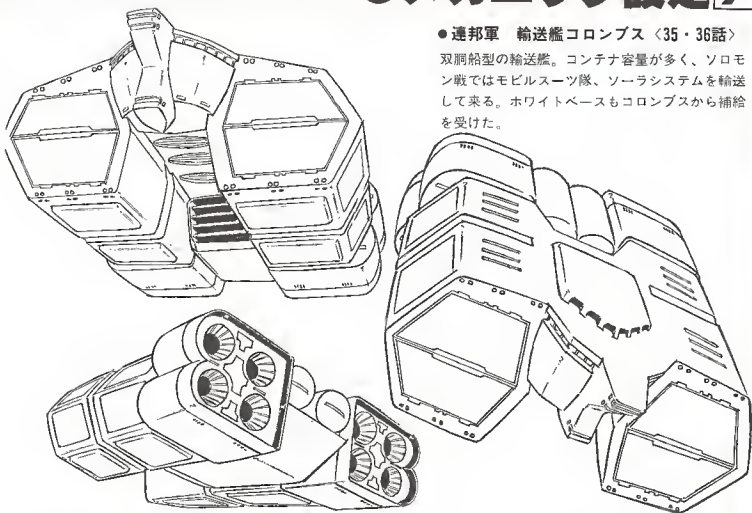 ●連邦軍 輸送艦コロンブス〈35・36話〉
双胴船型の輸送艦。コンテナ容量が多く、ソロモ
ン戦ではモビルスーツ隊、ソーラシステムを輸送
して来る。ホワイトベースもコロンブスから補給
を受けた。